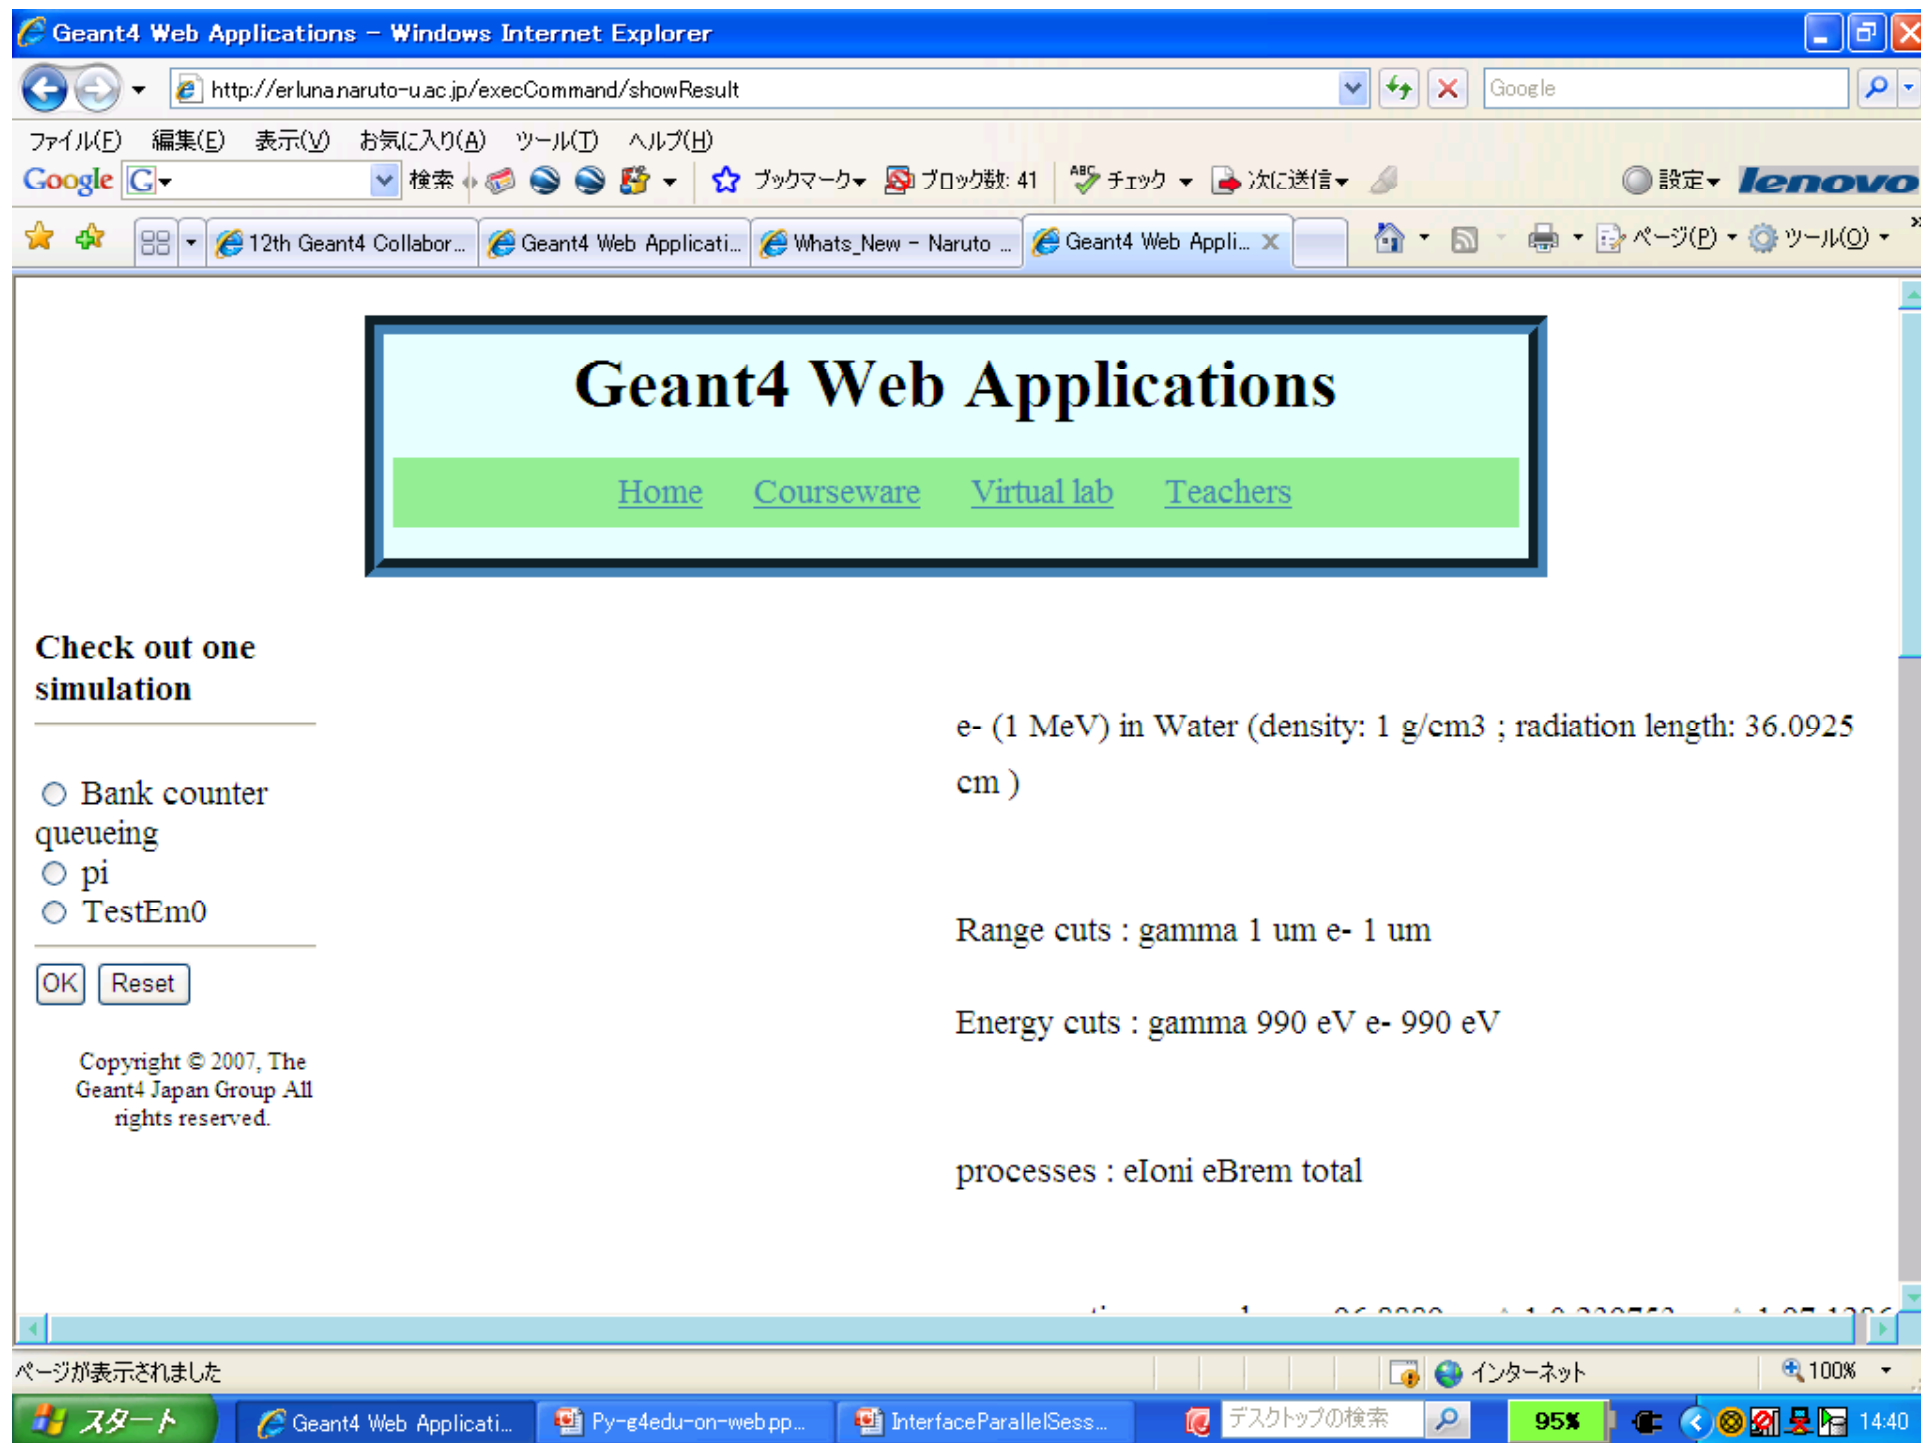 Geant4 Web Applications - Windows Internet Explorer
http://erluna.naruto-u.ac.jp/execCommand/showResult
Google
ファイル(F) 編集(E) 表示(V) お気に入り(A) ツール(T) ヘルプ(H)
Google G 検索 ブックマーク ブロック数: 41 ABC チェック 次に送信 設定 lenovo
12th Geant4 Collabor... Geant4 Web Applicati... Whats_New - Naruto ... Geant4 Web Appli... X ページ(P) ツール(O) »
Geant4 Web Applications
Home Courseware Virtual lab Teachers
Check out one
simulation
Bank counter
queueing
pi
TestEm0
OK Reset
Copyright © 2007, The
Geant4 Japan Group All
rights reserved.
e- (1 MeV) in Water (density: 1 g/cm3 ; radiation length: 36.0925
cm )
Range cuts : gamma 1 um e- 1 um
Energy cuts : gamma 990 eV e- 990 eV
processes : eIoni eBrem total
ページが表示されました インターネット 100%
スタート Geant4 Web Applicati... Py-g4edu-on-web.pp... InterfaceParallelSess... デスクトップの検索 95% 14:40